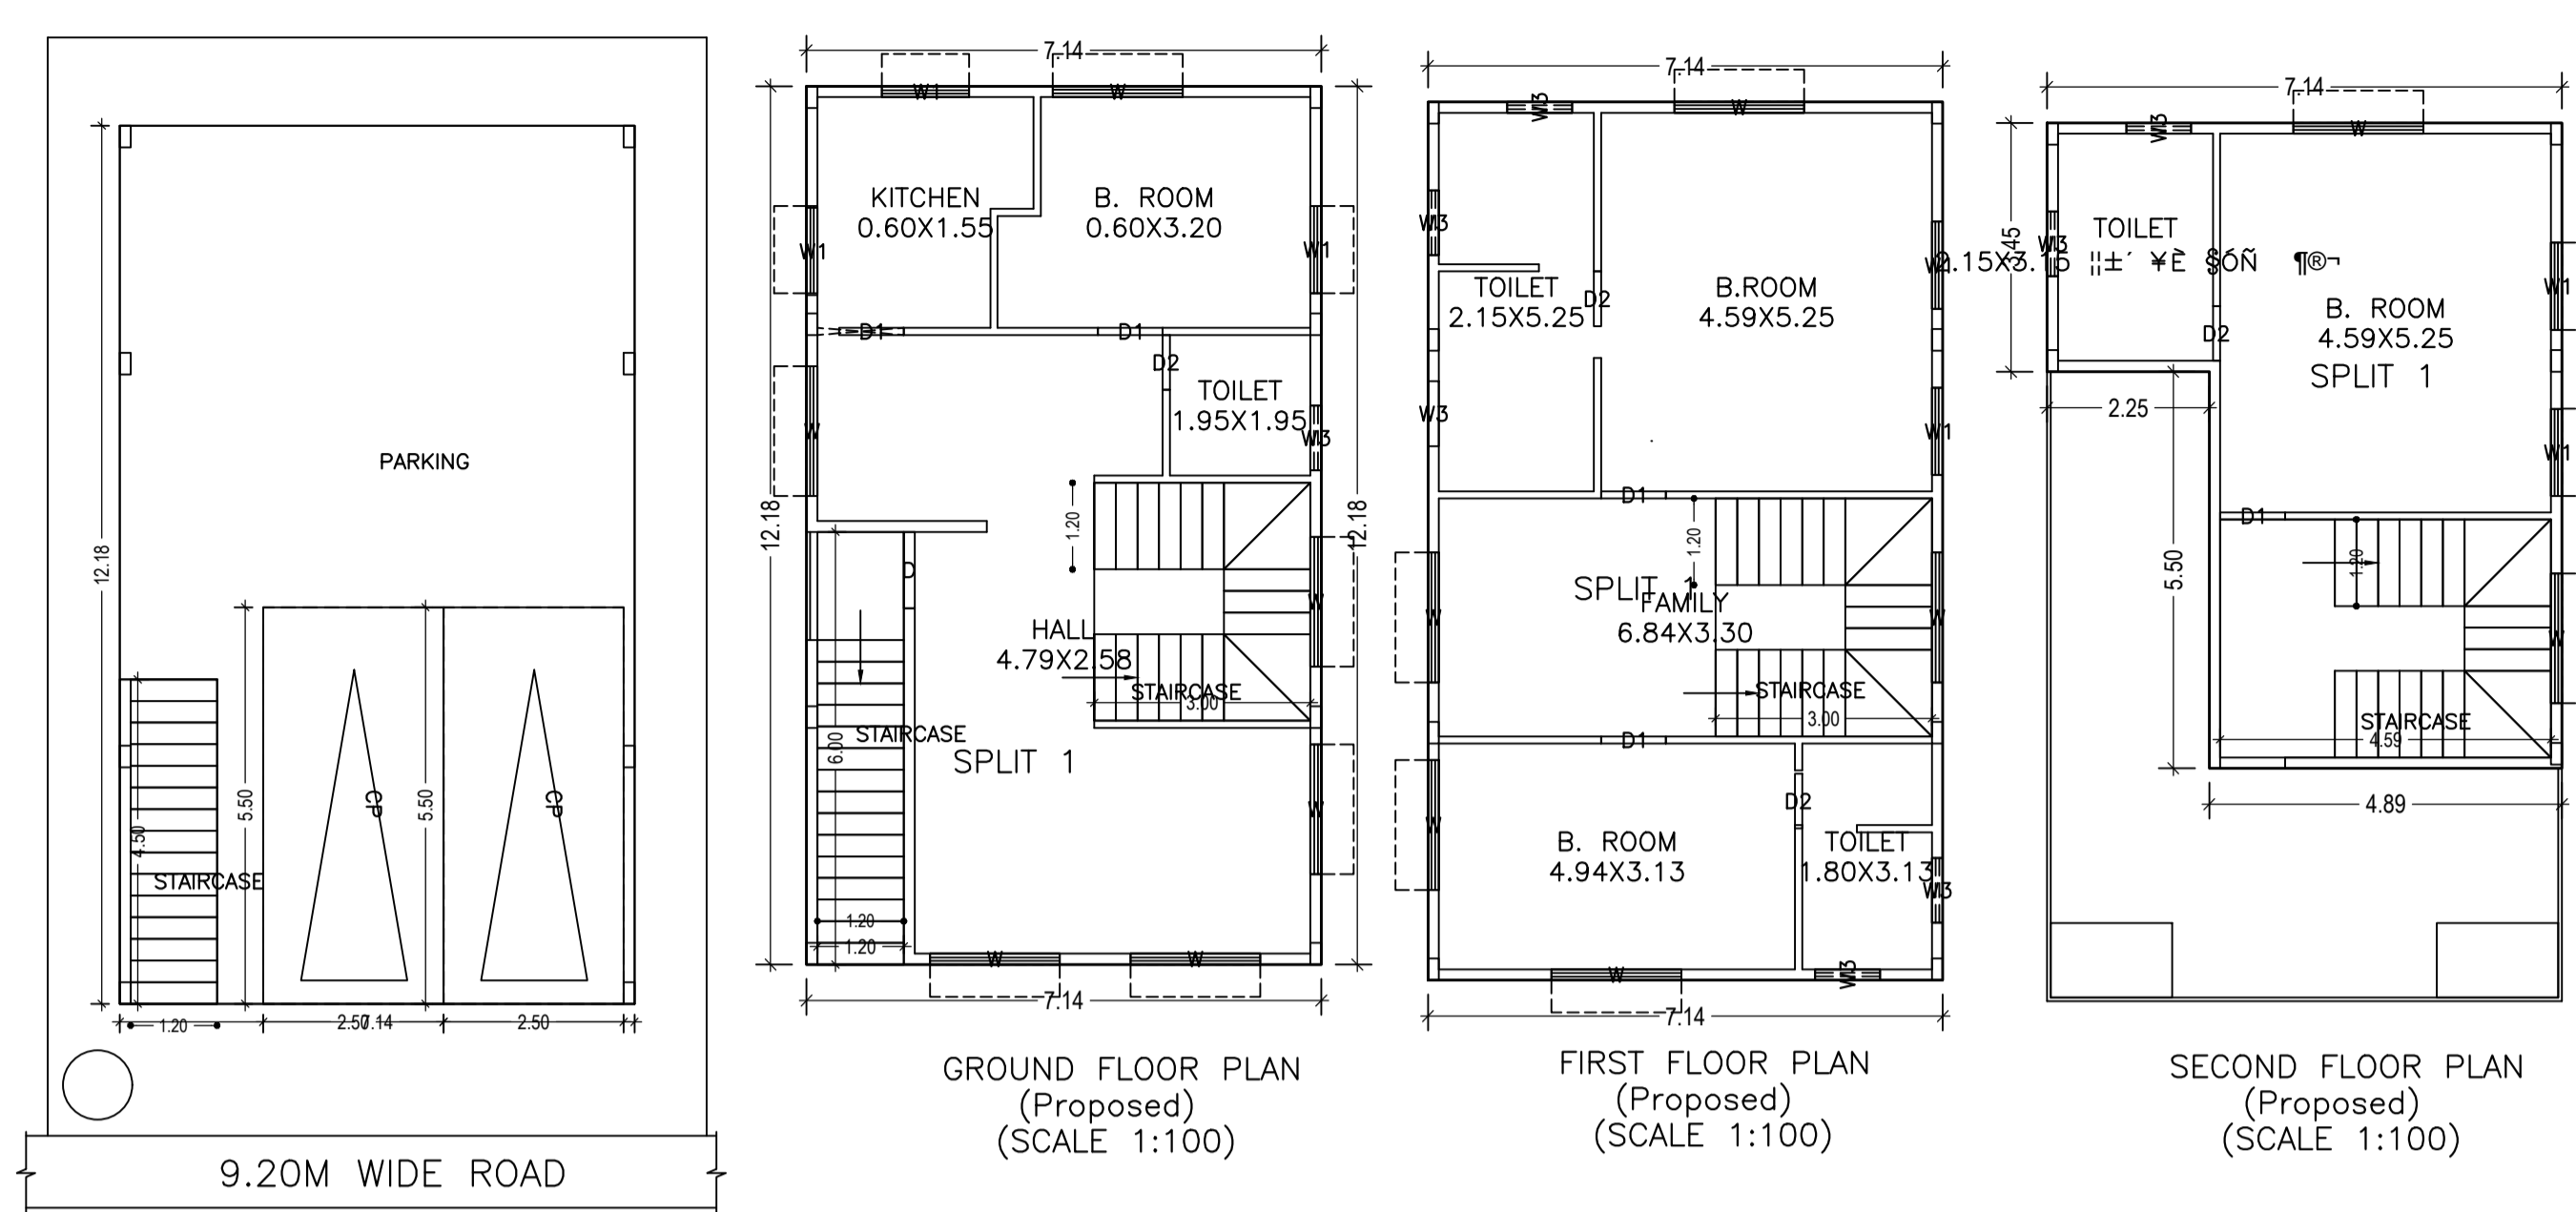 12.18
PARKING
5.50
5.50
CP
CP
4.50
STAIRCASE
1.20
2.50
7.14
2.50
9.20M WIDE ROAD
7.14
W1
W
KITCHEN
0.60X1.55
B. ROOM
0.60X3.20
W1
W1
D1
D1
D2
TOILET
1.95X1.95
W
W3
12.18
1.20
12.18
D
HALL
4.79X2.58
W
STAIRCASE
3.00
STAIRCASE
6.00
SPLIT 1
W
1.20
1.20
W
W
7.14
GROUND FLOOR PLAN
(Proposed)
(SCALE 1:100)
7.14
W3
W
W3
W1
TOILET
2.15X5.25
D2
B.ROOM
4.59X5.25
W3
W1
D1
1.20
SPLIT 1
FAMILY
6.84X3.30
W
W
STAIRCASE
3.00
D1
W
D2
B. ROOM
4.94X3.13
TOILET
1.80X3.13
W3
W
W3
7.14
FIRST FLOOR PLAN
(Proposed)
(SCALE 1:100)
7.14
W3
W
3.45
W3
TOILET
2.15X3.15 ¦¦±´ ¥È §ÓÑ ¶®¬
W1
B. ROOM
4.59X5.25
D2
SPLIT 1
2.25
W1
D1
5.50
1.20
W
STAIRCASE
4.59
4.89
SECOND FLOOR PLAN
(Proposed)
(SCALE 1:100)